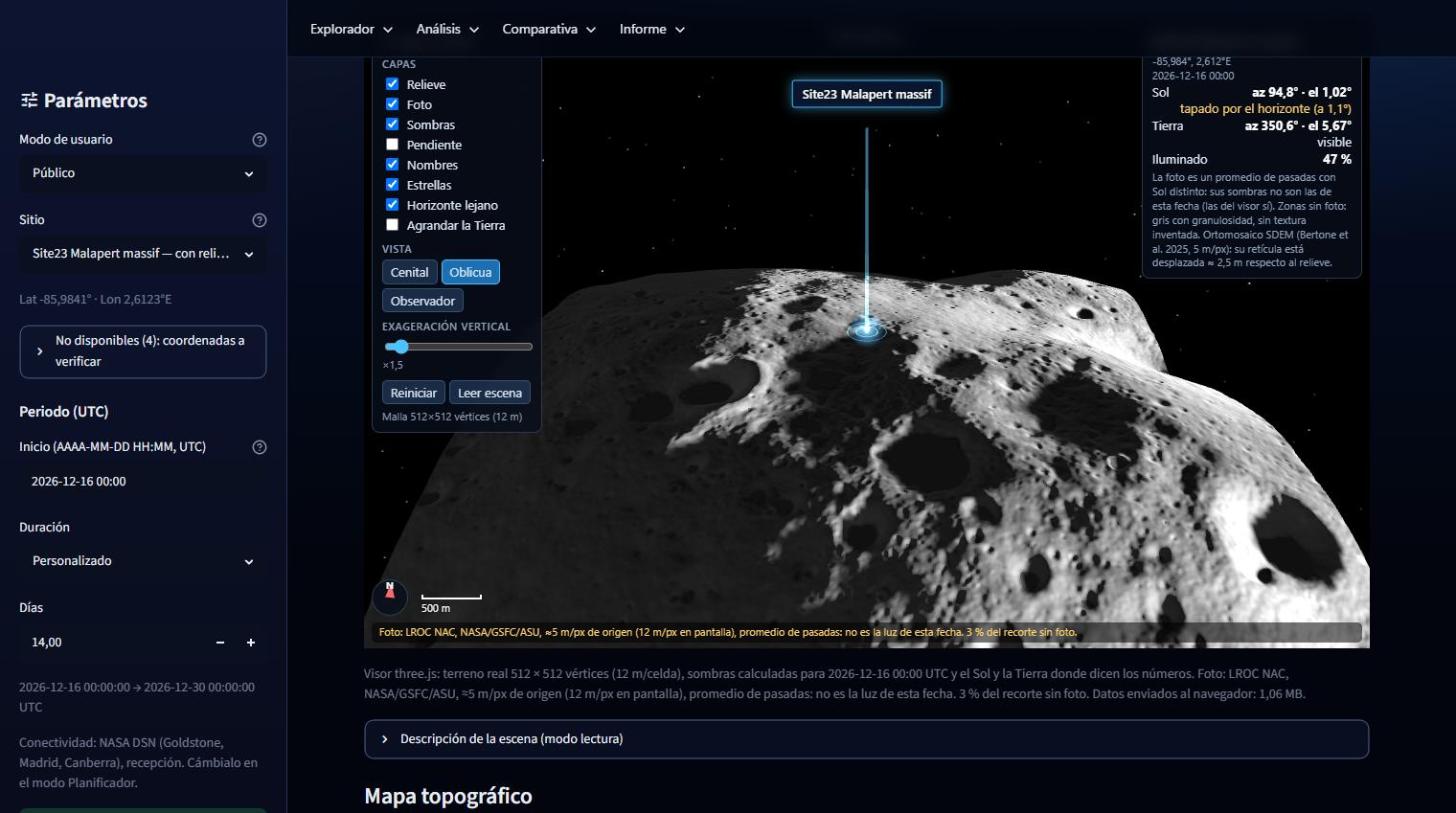 Explorador
Análisis
Comparativa
Informe
Parámetros
Modo de usuario
Público
Sitio
Site23 Malapert massif — con reli...
Lat -85,9841° · Lon 2,6123°E
No disponibles (4): coordenadas a
verificar
Periodo (UTC)
Inicio (AAAA-MM-DD HH:MM, UTC)
2026-12-16 00:00
Duración
Personalizado
Días
14,00
2026-12-16 00:00:00 → 2026-12-30 00:00:00
UTC
Conectividad: NASA DSN (Goldstone,
Madrid, Canberra), recepción. Cámbialo en
el modo Planificador.
CAPAS
Relieve
Foto
Sombras
Pendiente
Nombres
Estrellas
Horizonte lejano
Agrandar la Tierra
VISTA
Cenital
Oblicua
Observador
EXAGERACIÓN VERTICAL
×1,5
Reiniciar
Leer escena
Malla 512×512 vértices (12 m)
Site23 Malapert massif
-85,984°, 2,612°E
2026-12-16 00:00
Sol az 94,8° · el 1,02°
tapado por el horizonte (a 1,1°)
Tierra az 350,6° · el 5,67°
visible
Iluminado 47 %
La foto es un promedio de pasadas con
Sol distinto: sus sombras no son las de
esta fecha (las del visor sí). Zonas sin foto:
gris con granulosidad, sin textura
inventada. Ortomosaico SDEM (Bertone et
al. 2025, 5 m/px): su retícula está
desplazada ≈ 2,5 m respecto al relieve.
N
500 m
Foto: LROC NAC, NASA/GSFC/ASU, ≈5 m/px de origen (12 m/px en pantalla), promedio de pasadas: no es la luz de esta fecha. 3 % del recorte sin foto.
Visor three.js: terreno real 512 × 512 vértices (12 m/celda), sombras calculadas para 2026-12-16 00:00 UTC y el Sol y la Tierra donde dicen los números. Foto: LROC NAC,
NASA/GSFC/ASU, ≈5 m/px de origen (12 m/px en pantalla), promedio de pasadas: no es la luz de esta fecha. 3 % del recorte sin foto. Datos enviados al navegador: 1,06 MB.
Descripción de la escena (modo lectura)
Mapa topográfico